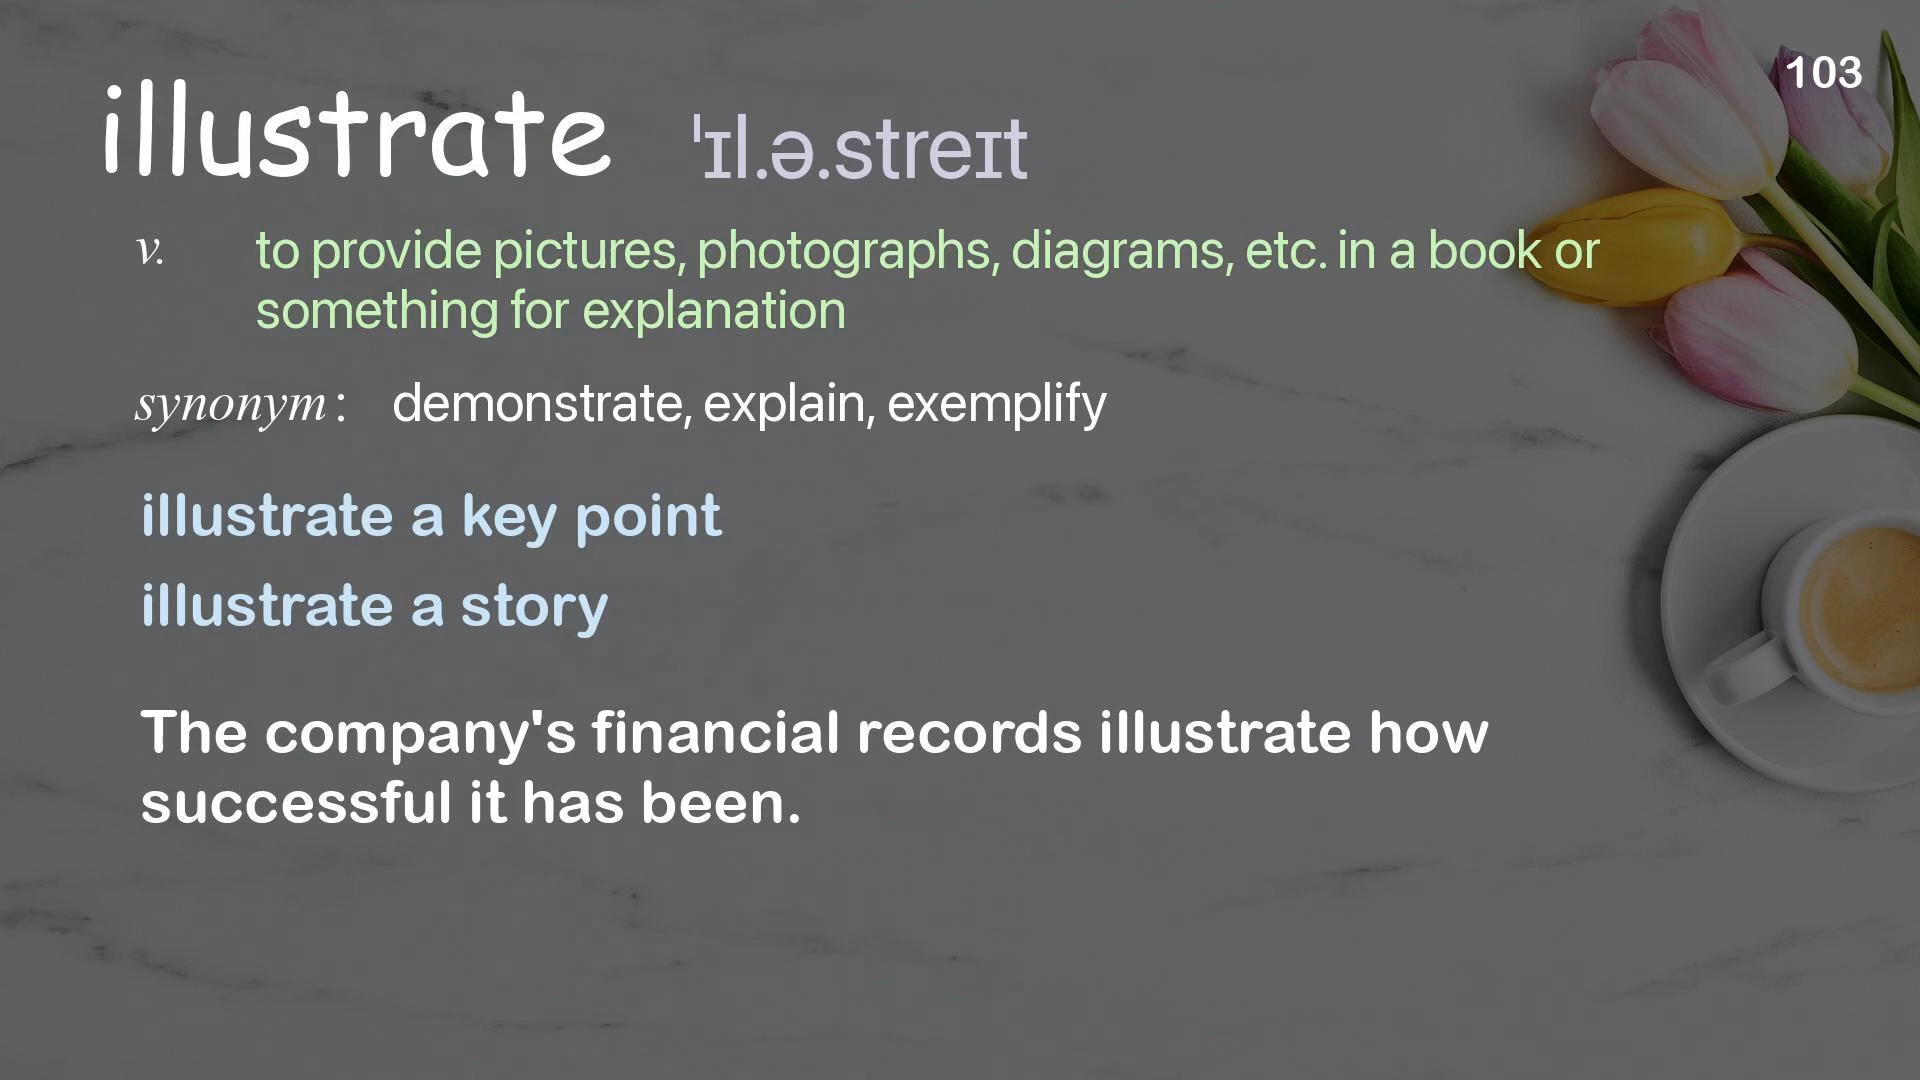 103
illustrate ˈɪl.ə.streɪt
v. to provide pictures, photographs, diagrams, etc. in a book or
something for explanation
synonym : demonstrate, explain, exemplify
illustrate a key point
illustrate a story
The company's financial records illustrate how
successful it has been.